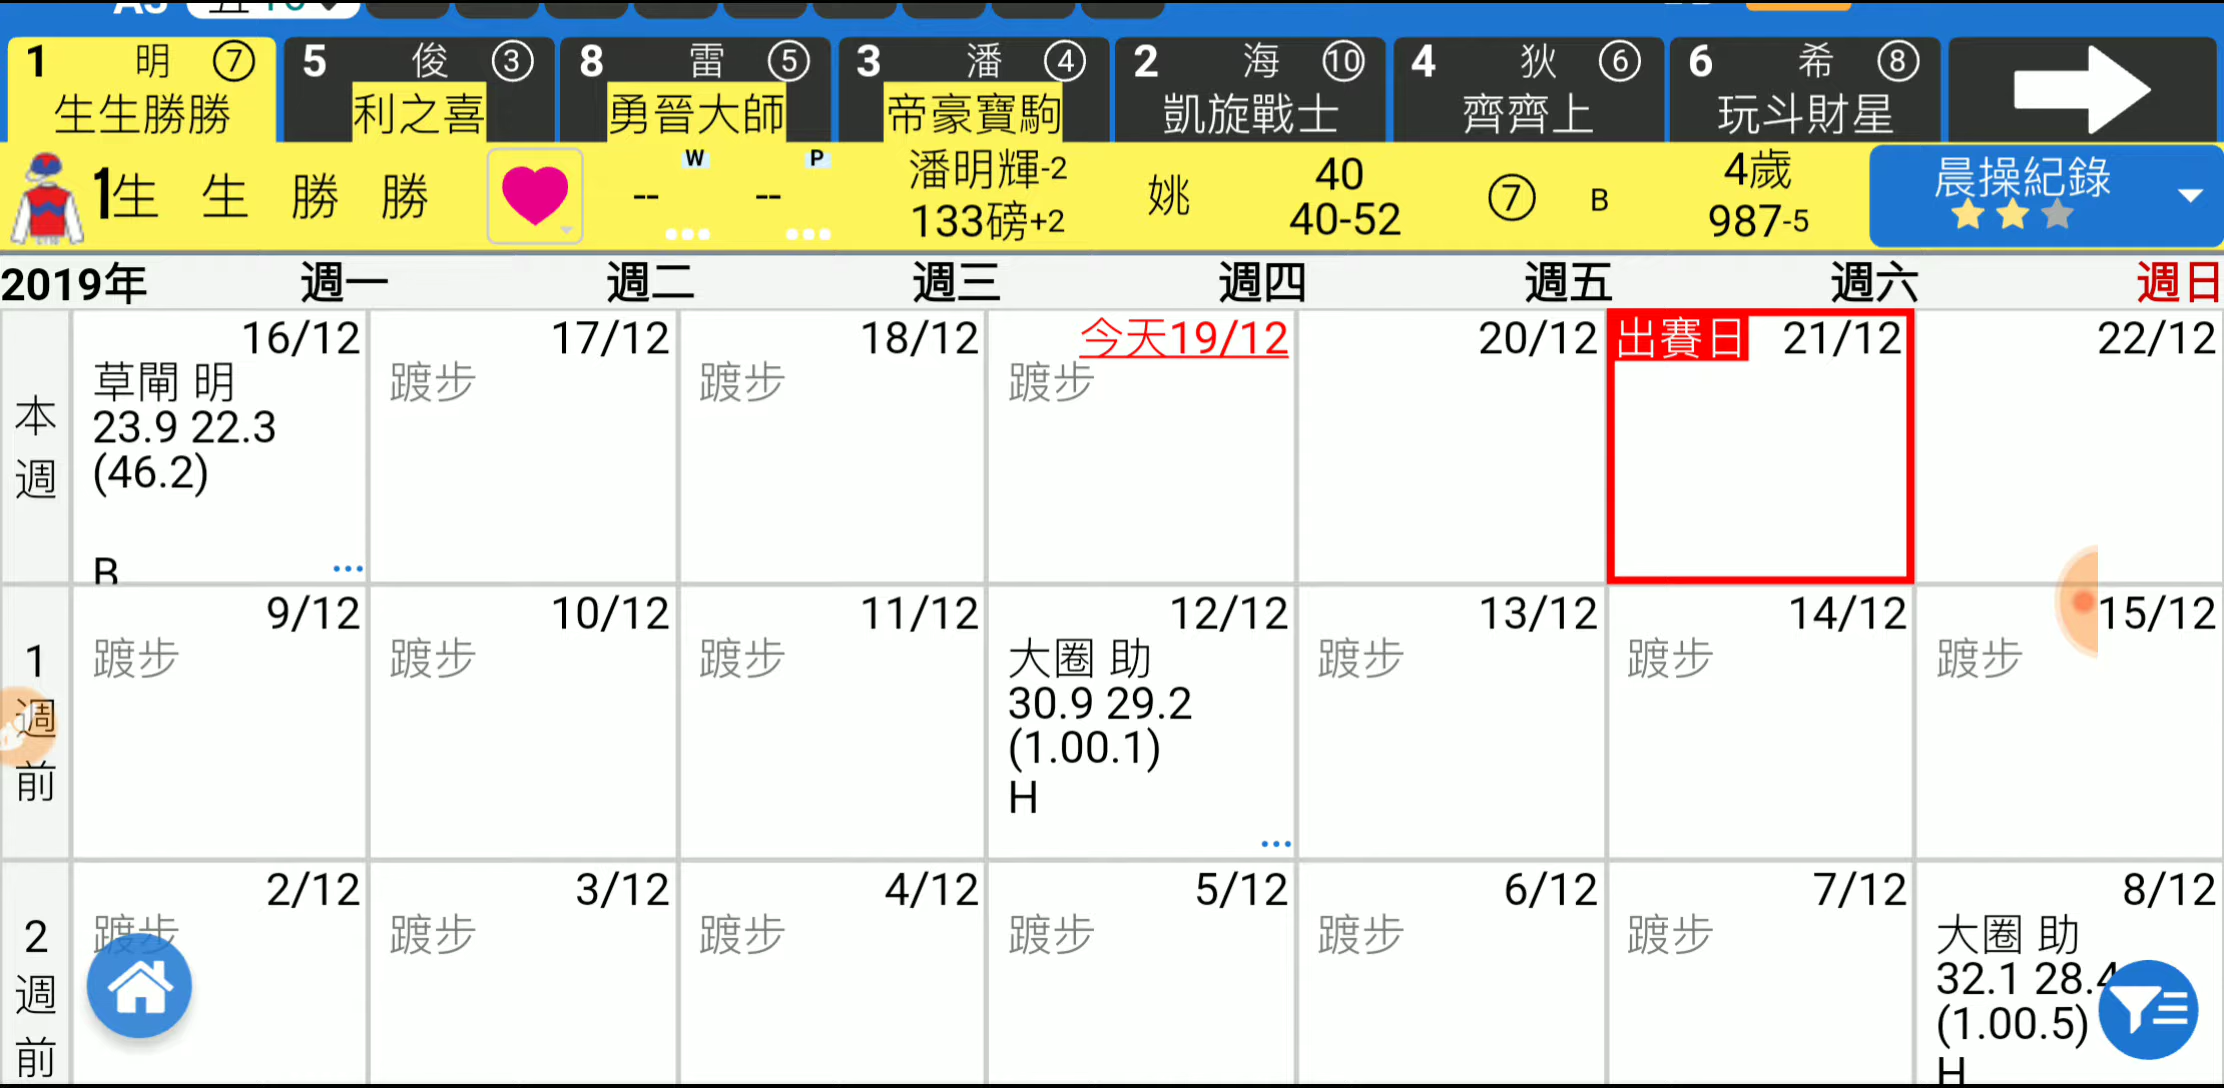 1 明 ⑦
生生勝勝
5 俊 ③
利之喜
8 雷 ⑤
勇晉大師
3 潘 ④
帝豪寶駒
2 海 ⑩
凱旋戰士
4 狄 ⑥
齊齊上
6 希 ⑧
玩斗財星
1生生勝勝
-- W
-- P
潘明輝-2
133磅+2
姚
40
40-52
⑦
B
4歲
987-5
晨操紀錄
2019年 週一 週二 週三 週四 週五 週六 週日
本週
16/12
草閘 明
23.9 22.3
(46.2)
B
...
17/12
踱步
18/12
踱步
今天19/12
踱步
20/12
出賽日 21/12
22/12
1週前
9/12
踱步
10/12
踱步
11/12
踱步
12/12
大圈 助
30.9 29.2
(1.00.1)
H
...
13/12
踱步
14/12
踱步
15/12
踱步
2週前
2/12
踱步
3/12
踱步
4/12
踱步
5/12
踱步
6/12
踱步
7/12
踱步
8/12
大圈 助
32.1 28.4
(1.00.5)
H